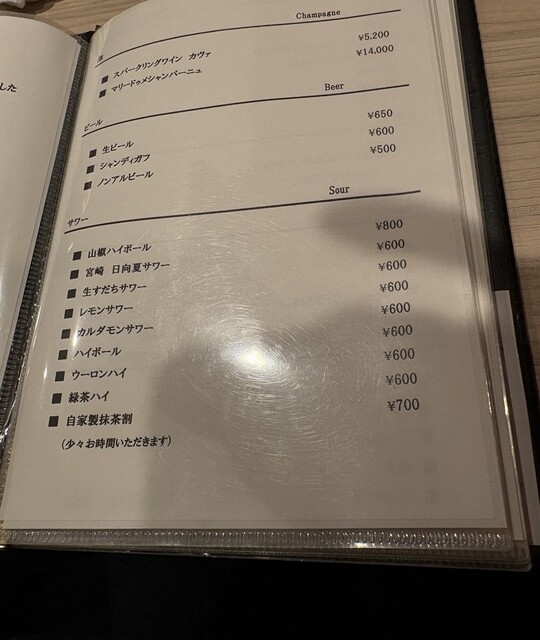 した
Champagne
■ スパークリングワイン カヴァ ¥5,200
■ マリードゥメシャンパーニュ ¥14,000
ビール Beer
■ 生ビール ¥650
■ シャンディガフ ¥600
■ ノンアルビール ¥500
サワー Sour
■ 山椒ハイボール ¥800
■ 宮崎 日向夏サワー ¥600
■ 生すだちサワー ¥600
■ レモンサワー ¥600
■ カルダモンサワー ¥600
■ ハイボール ¥600
■ ウーロンハイ ¥600
■ 緑茶ハイ ¥700
■ 自家製抹茶割
(少々お時間いただきます)